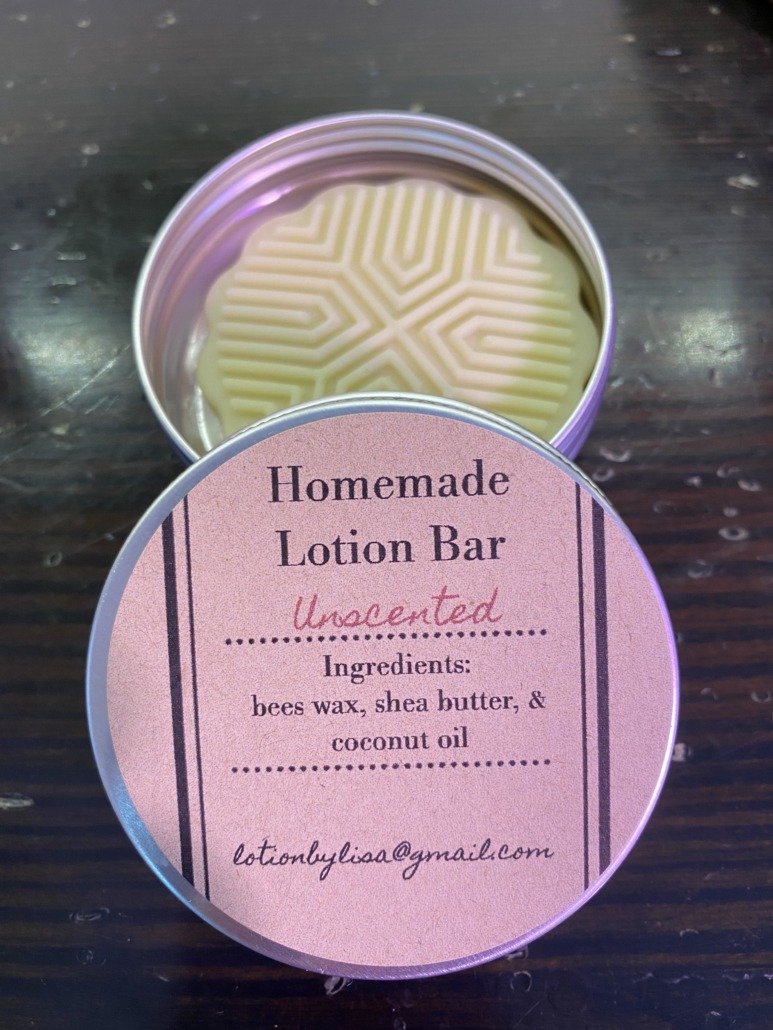 Homemade
Lotion Bar
Unscented
Ingredients:
bees wax, shea butter, &
coconut oil
lotionbylisa@gmail.com